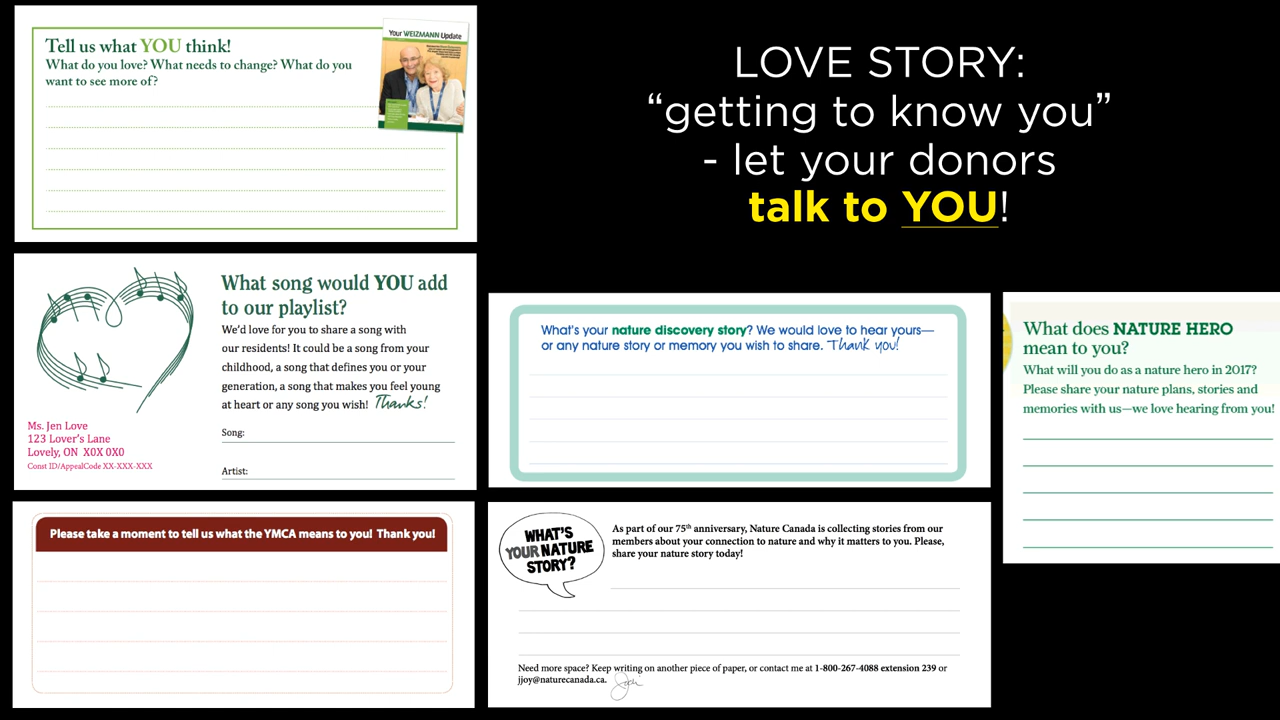 Tell us what YOU think!
What do you love? What needs to change? What do you
want to see more of?
Your WEIZMANN Update
LOVE STORY:
“getting to know you”
- let your donors
talk to YOU!
What song would YOU add
to our playlist?
We'd love for you to share a song with
our residents! It could be a song from your
childhood, a song that defines you or your
generation, a song that makes you feel young
at heart or any song you wish! Thanks!
Song:
Artist:
Ms. Jen Love
123 Lover's Lane
Lovely, ON X0X 0X0
Const ID/AppealCode XX-XXX-XXX
What's your nature discovery story? We would love to hear yours—
or any nature story or memory you wish to share. Thank you!
What does NATURE HERO
mean to you?
What will you do as a nature hero in 2017?
Please share your nature plans, stories and
memories with us—we love hearing from you!
Please take a moment to tell us what the YMCA means to you! Thank you!
WHAT'S
YOUR NATURE
STORY?
As part of our 75th anniversary, Nature Canada is collecting stories from our
members about your connection to nature and why it matters to you. Please,
share your nature story today!
Need more space? Keep writing on another piece of paper, or contact me at 1-800-267-4088 extension 239 or
jjoy@naturecanada.ca.